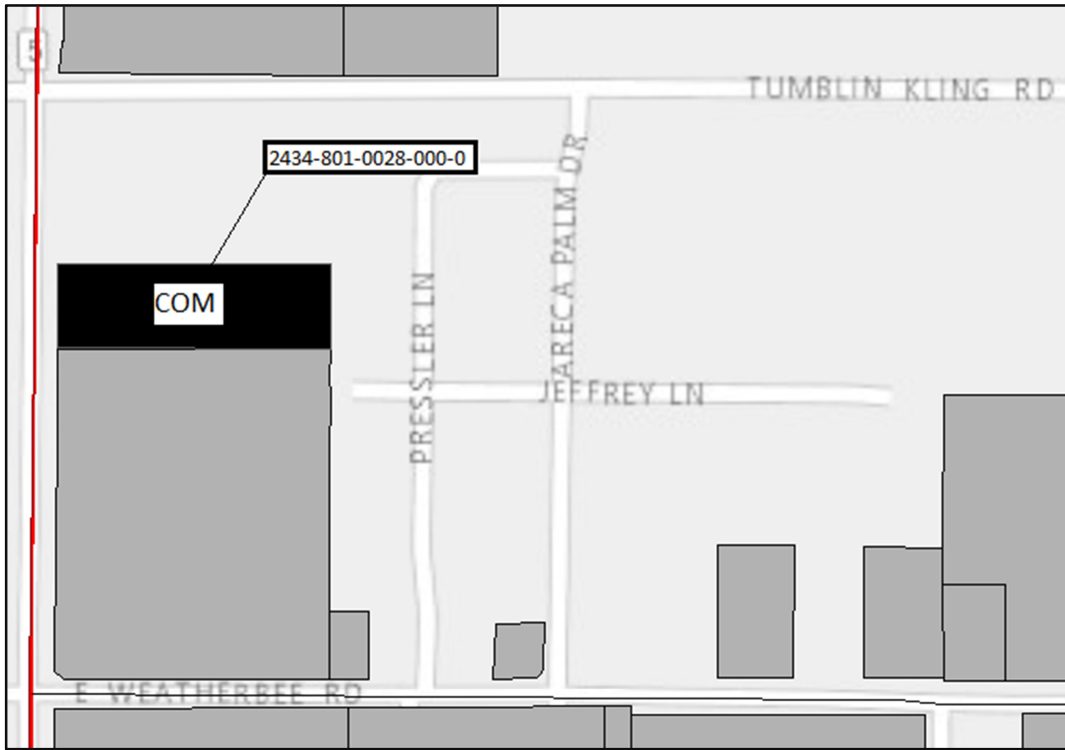 5
TUMBLIN KLING RD
2434-801-0028-000-0
ARECA PALM DR
COM
PRESSLER LN
JEFFREY LN
E WEATHERBEE RD